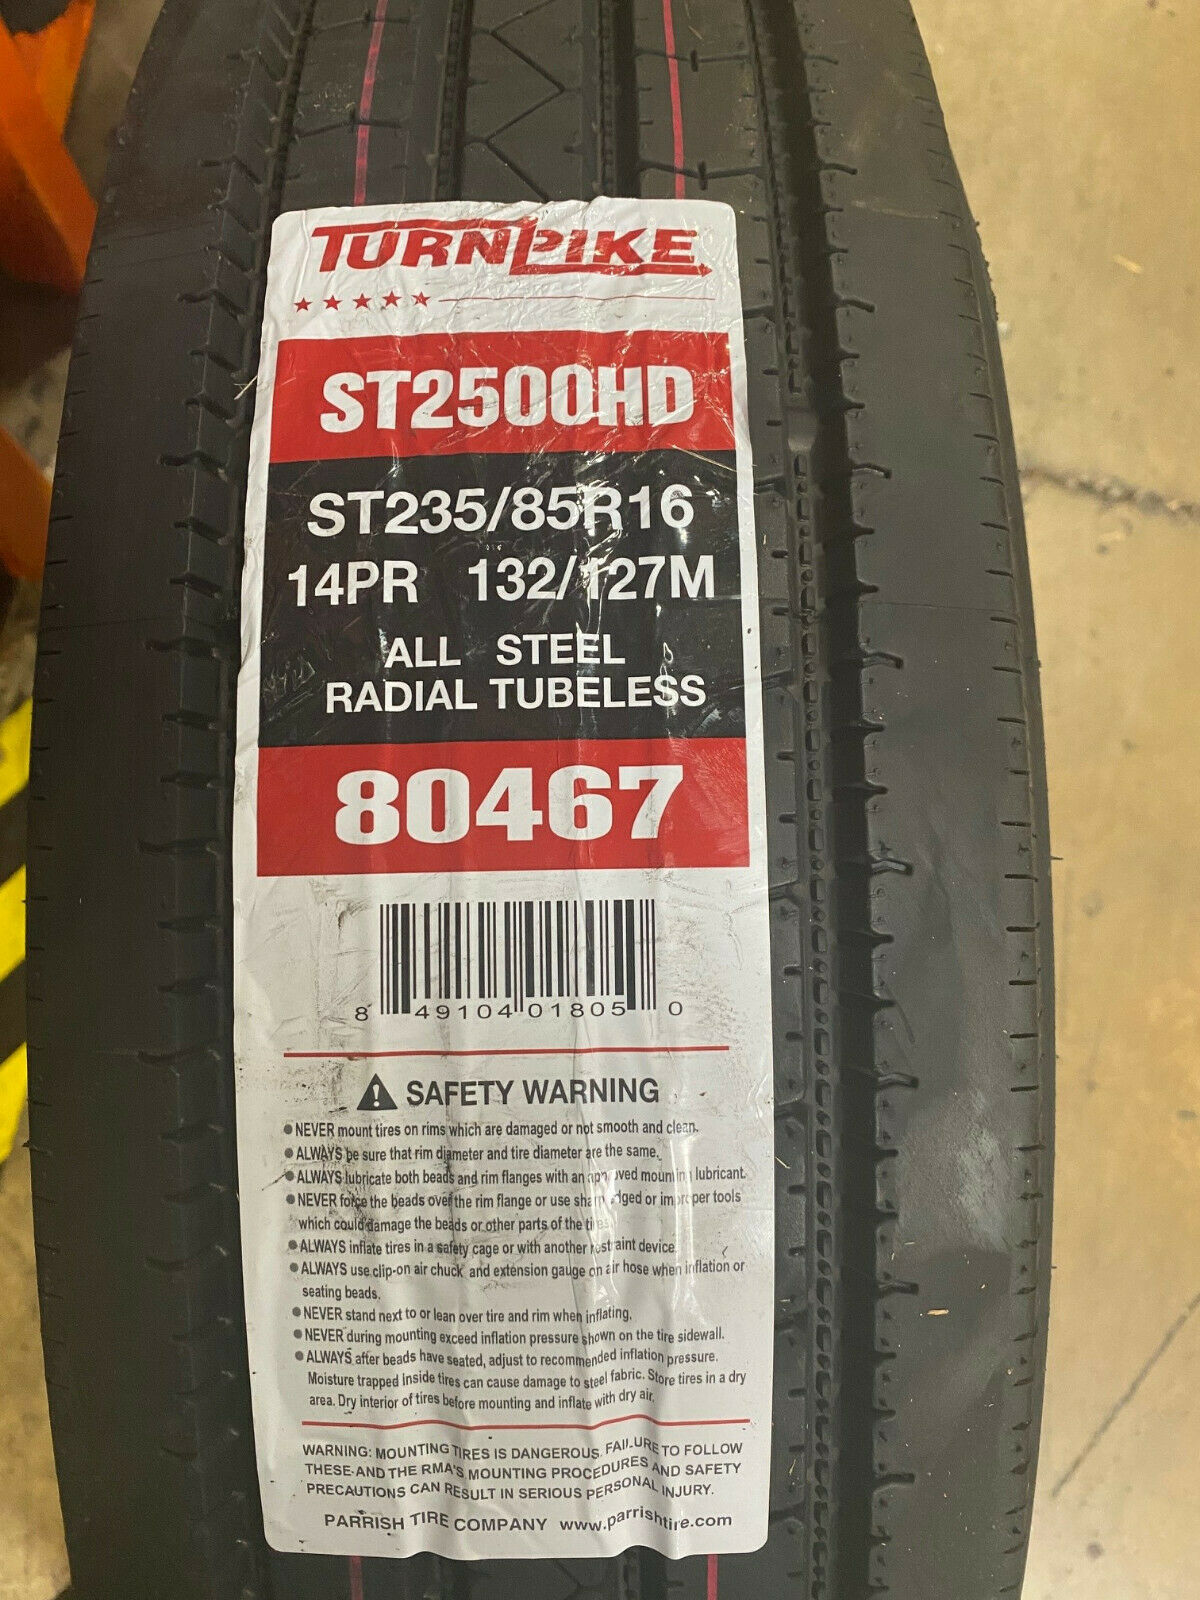 TURNPIKE
ST2500HD
ST235/85R16
14PR 132/127M
ALL STEEL
RADIAL TUBELESS
80467
8 49104 01805 0
SAFETY WARNING
● NEVER mount tires on rims which are damaged or not smooth and clean.
● ALWAYS be sure that rim diameter and tire diameter are the same.
● ALWAYS lubricate both beads and rim flanges with an approved mounting lubricant.
● NEVER force the beads over the rim flange or use sharp edged or improper tools
which could damage the beads or other parts of the tires.
● ALWAYS inflate tires in a safety cage or with another restraint device.
● ALWAYS use clip-on air chuck and extension gauge on air hose when inflation or
seating beads.
● NEVER stand next to or lean over tire and rim when inflating.
● NEVER during mounting exceed inflation pressure shown on the tire sidewall.
● ALWAYS after beads have seated, adjust to recommended inflation pressure.
Moisture trapped inside tires can cause damage to steel fabric. Store tires in a dry
area. Dry interior of tires before mounting and inflate with dry air.
WARNING: MOUNTING TIRES IS DANGEROUS. FAILURE TO FOLLOW
THESE AND THE RMA'S MOUNTING PROCEDURES AND SAFETY
PRECAUTIONS CAN RESULT IN SERIOUS PERSONAL INJURY.
PARRISH TIRE COMPANY www.parrishtire.com